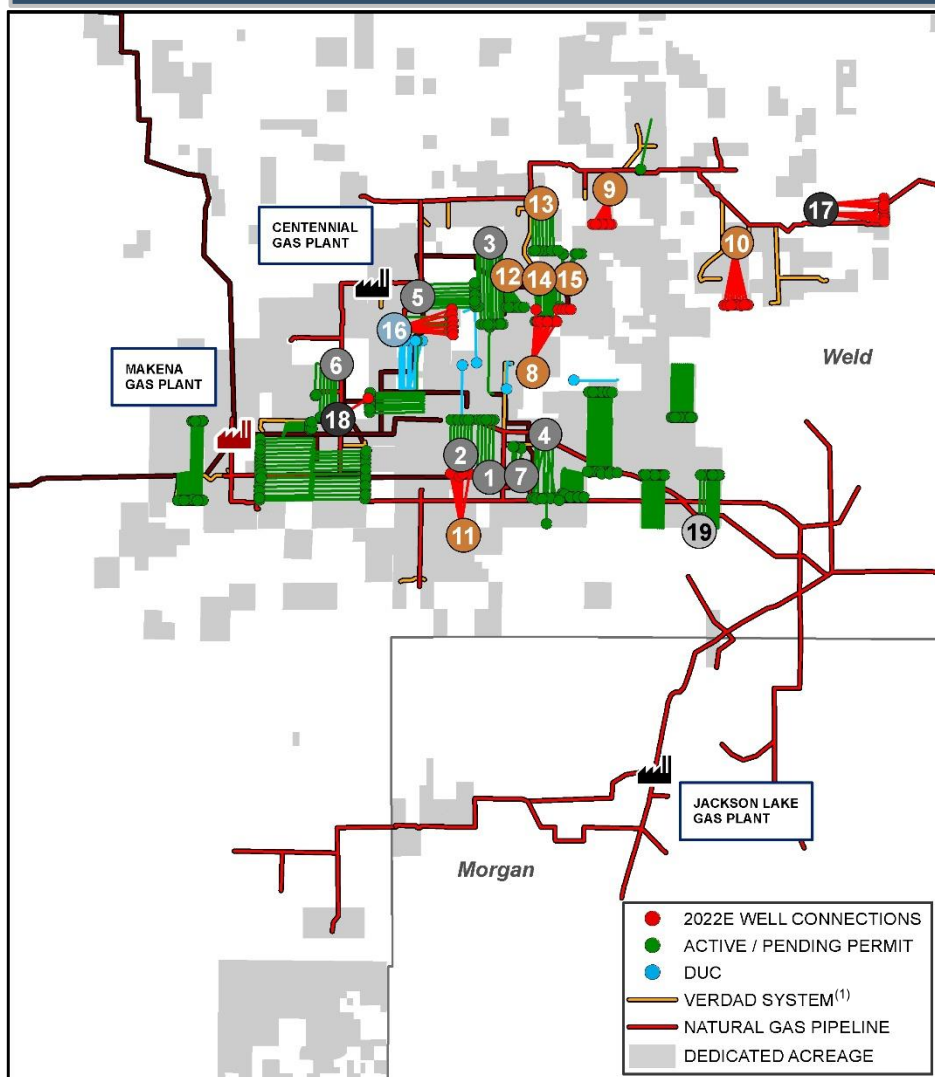 9
13
17
CENTENNIAL
GAS PLANT
3
10
12
14
15
5
16
Weld
MAKENA
GAS PLANT
6
8
18
4
2
1
7
11
19
JACKSON LAKE
GAS PLANT
Morgan
2022E WELL CONNECTIONS
ACTIVE / PENDING PERMIT
DUC
VERDAD SYSTEM(1)
NATURAL GAS PIPELINE
DEDICATED ACREAGE